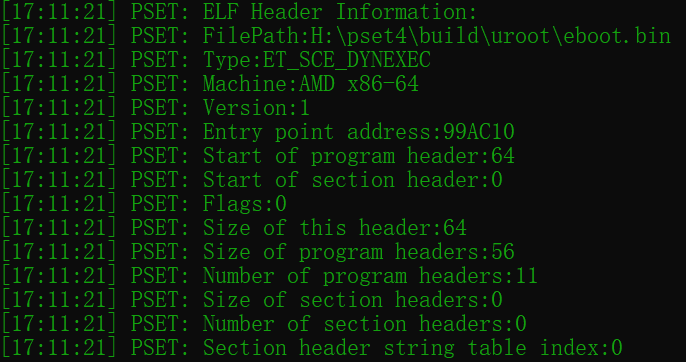 [17:11:21] PSET: ELF Header Information:
[17:11:21] PSET: FilePath:H:\pset4\build\uroot\eboot.bin
[17:11:21] PSET: Type:ET_SCE_DYNEXEC
[17:11:21] PSET: Machine:AMD x86-64
[17:11:21] PSET: Version:1
[17:11:21] PSET: Entry point address:99AC10
[17:11:21] PSET: Start of program header:64
[17:11:21] PSET: Start of section header:0
[17:11:21] PSET: Flags:0
[17:11:21] PSET: Size of this header:64
[17:11:21] PSET: Size of program headers:56
[17:11:21] PSET: Number of program headers:11
[17:11:21] PSET: Size of section headers:0
[17:11:21] PSET: Number of section headers:0
[17:11:21] PSET: Section header string table index:0